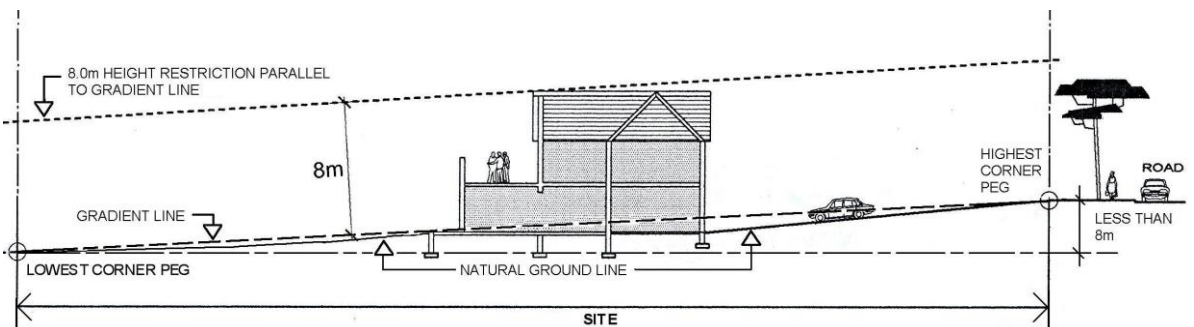 8.0m HEIGHT RESTRICTION PARALLEL
TO GRADIENT LINE
8m
GRADIENT LINE
LOWEST CORNER PEG
NATURAL GROUND LINE
HIGHEST
CORNER
PEG
ROAD
LESS THAN
8m
SITE